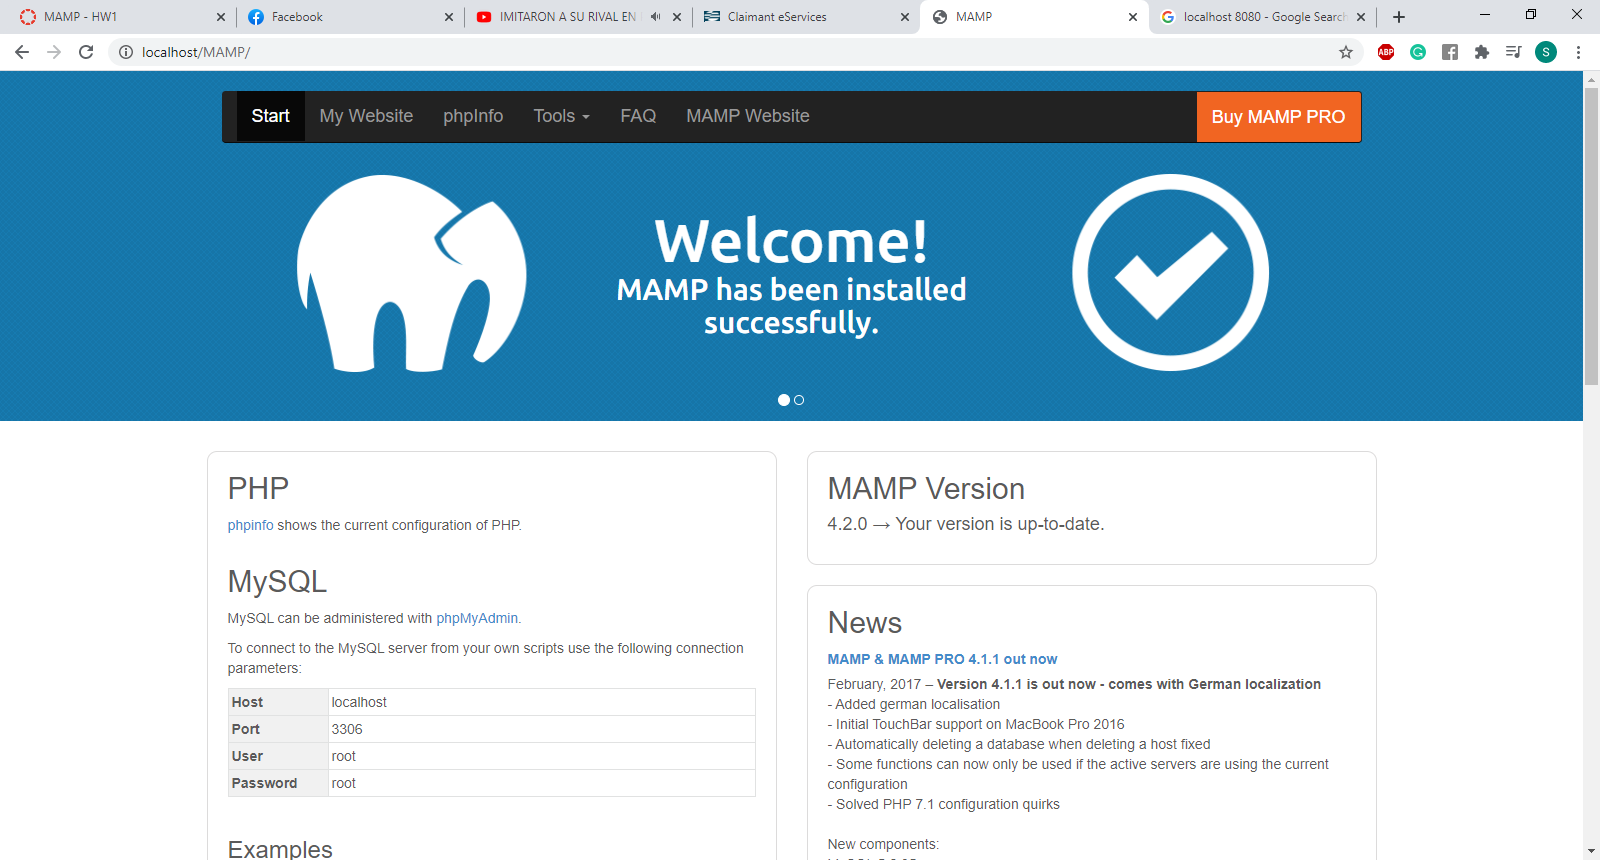 MAMP - HW1
Facebook
IMITARON A SU RIVAL EN
Claimant eServices
MAMP
localhost 8080 - Google Search
localhost/MAMP/
ABP
S
Start
My Website
phpInfo
Tools
FAQ
MAMP Website
Buy MAMP PRO
Welcome!
MAMP has been installed
successfully.
PHP
phpinfo shows the current configuration of PHP.
MySQL
MySQL can be administered with phpMyAdmin.
To connect to the MySQL server from your own scripts use the following connection
parameters:
Host localhost
Port 3306
User root
Password root
Examples
MAMP Version
4.2.0 → Your version is up-to-date.
News
MAMP & MAMP PRO 4.1.1 out now
February, 2017 – Version 4.1.1 is out now - comes with German localization
- Added german localisation
- Initial TouchBar support on MacBook Pro 2016
- Automatically deleting a database when deleting a host fixed
- Some functions can now only be used if the active servers are using the current
configuration
- Solved PHP 7.1 configuration quirks
New components: